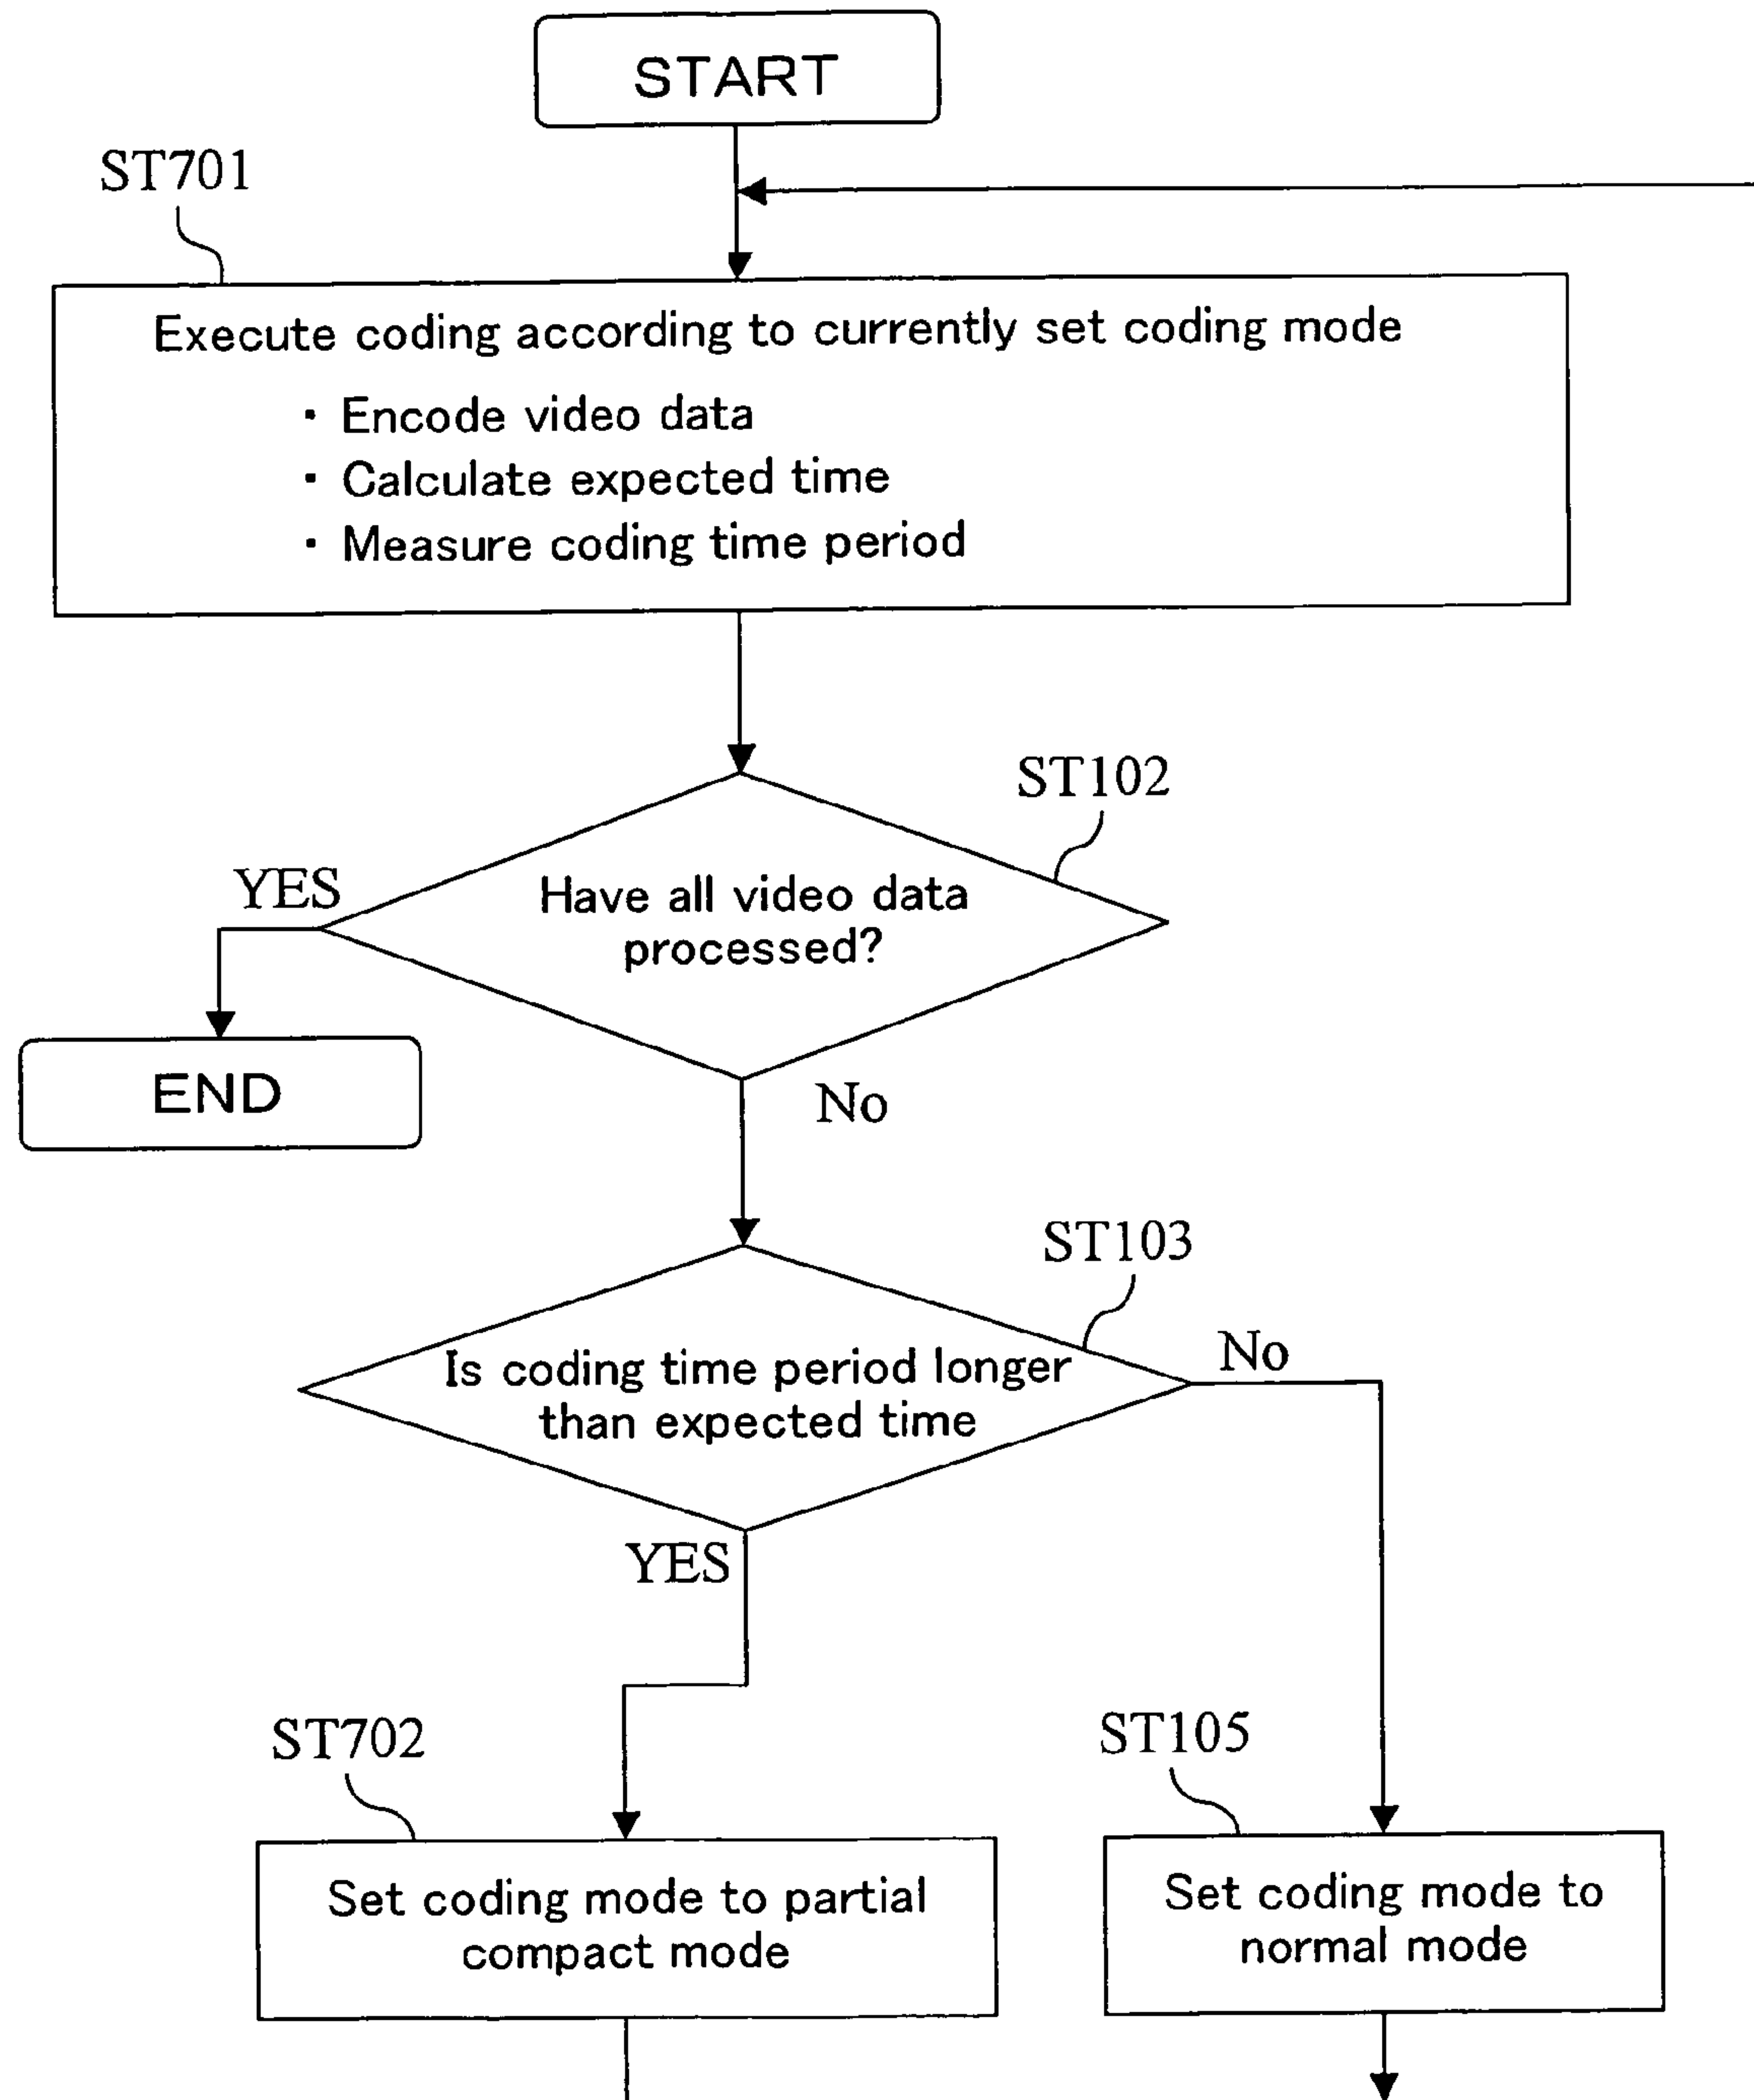 START
ST701
Execute coding according to currently set coding mode
· Encode video data
· Calculate expected time
· Measure coding time period
ST102
YES
Have all video data
processed?
END
No
ST103
Is coding time period longer
than expected time
No
YES
ST702
ST105
Set coding mode to partial
compact mode
Set coding mode to
normal mode